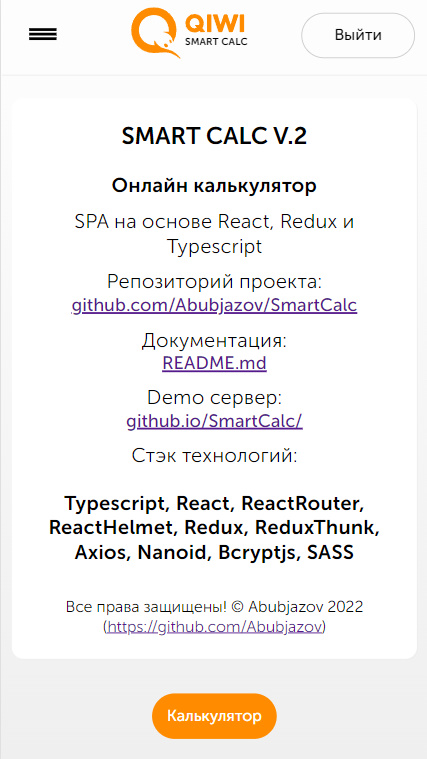 QIWI
SMART CALC
Выйти
SMART CALC V.2
Онлайн калькулятор
SPA на основе React, Redux и
Typescript
Репозиторий проекта:
github.com/Abubjazov/SmartCalc
Документация:
README.md
Demo сервер:
github.io/SmartCalc/
Стэк технологий:
Typescript, React, ReactRouter,
ReactHelmet, Redux, ReduxThunk,
Axios, Nanoid, Bcryptjs, SASS
Все права защищены! © Abubjazov 2022
(https://github.com/Abubjazov)
Калькулятор